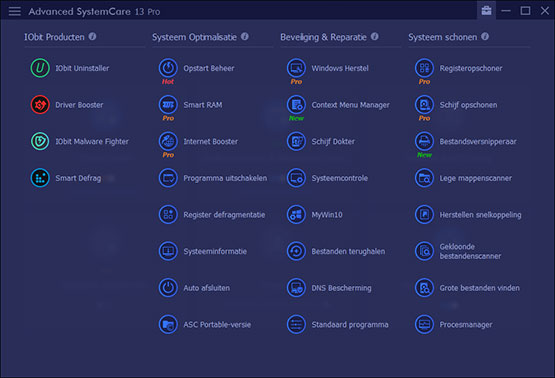 Advanced SystemCare 13 Pro
IObit Producten
Systeem Optimalisatie
Beveiliging & Reparatie
Systeem schonen
IObit Uninstaller
Opstart Beheer
Hot
Windows Herstel
Pro
Registeropschoner
Pro
Driver Booster
Smart RAM
Pro
Context Menu Manager
New
Schijf opschonen
Pro
IObit Malware Fighter
Internet Booster
Pro
Schijf Dokter
Bestandsversnipperaar
New
Smart Defrag
Programma uitschakelen
Systeemcontrole
Lege mappenscanner
Register defragmentatie
MyWin10
Herstellen snelkoppeling
Systeeminformatie
Bestanden terughalen
Gekloonde
bestandenscanner
Auto afsluiten
DNS Bescherming
Grote bestanden vinden
ASC Portable-versie
Standaard programma
Procesmanager